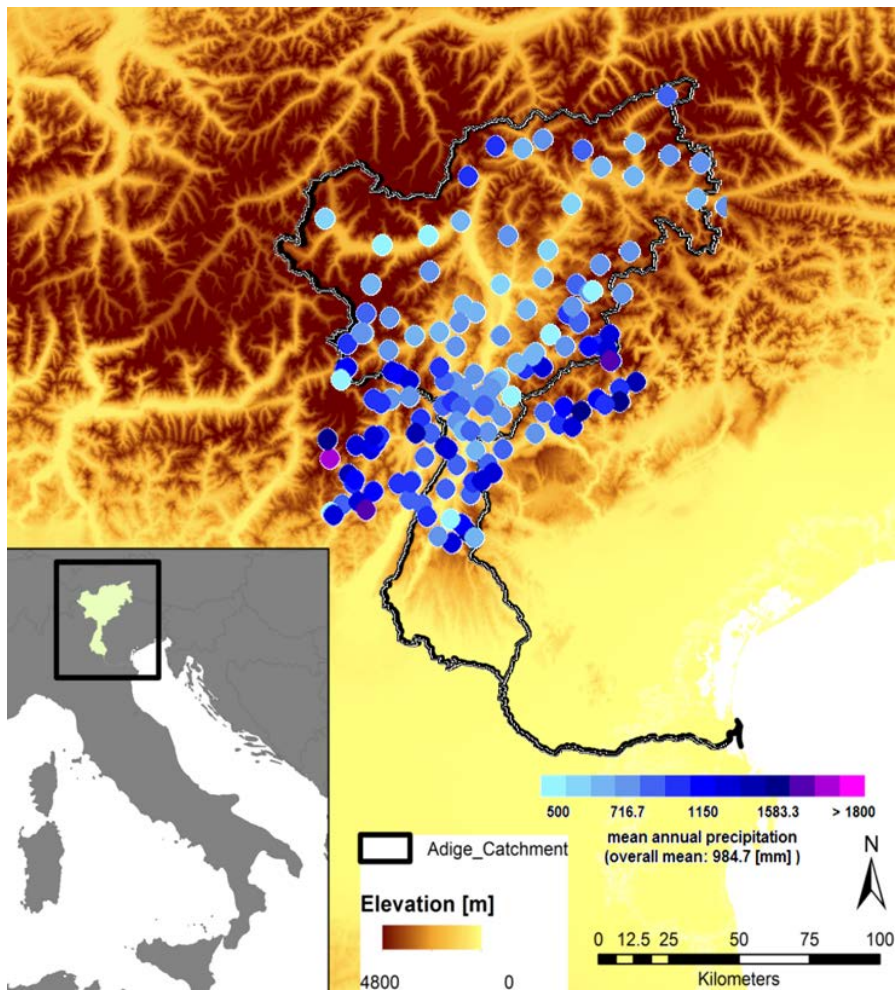 500 716.7 1150 1583.3 > 1800
mean annual precipitation
(overall mean: 984.7 [mm] )
Adige_Catchment
N
Elevation [m]
4800 0
0 12.5 25 50 75 100
Kilometers